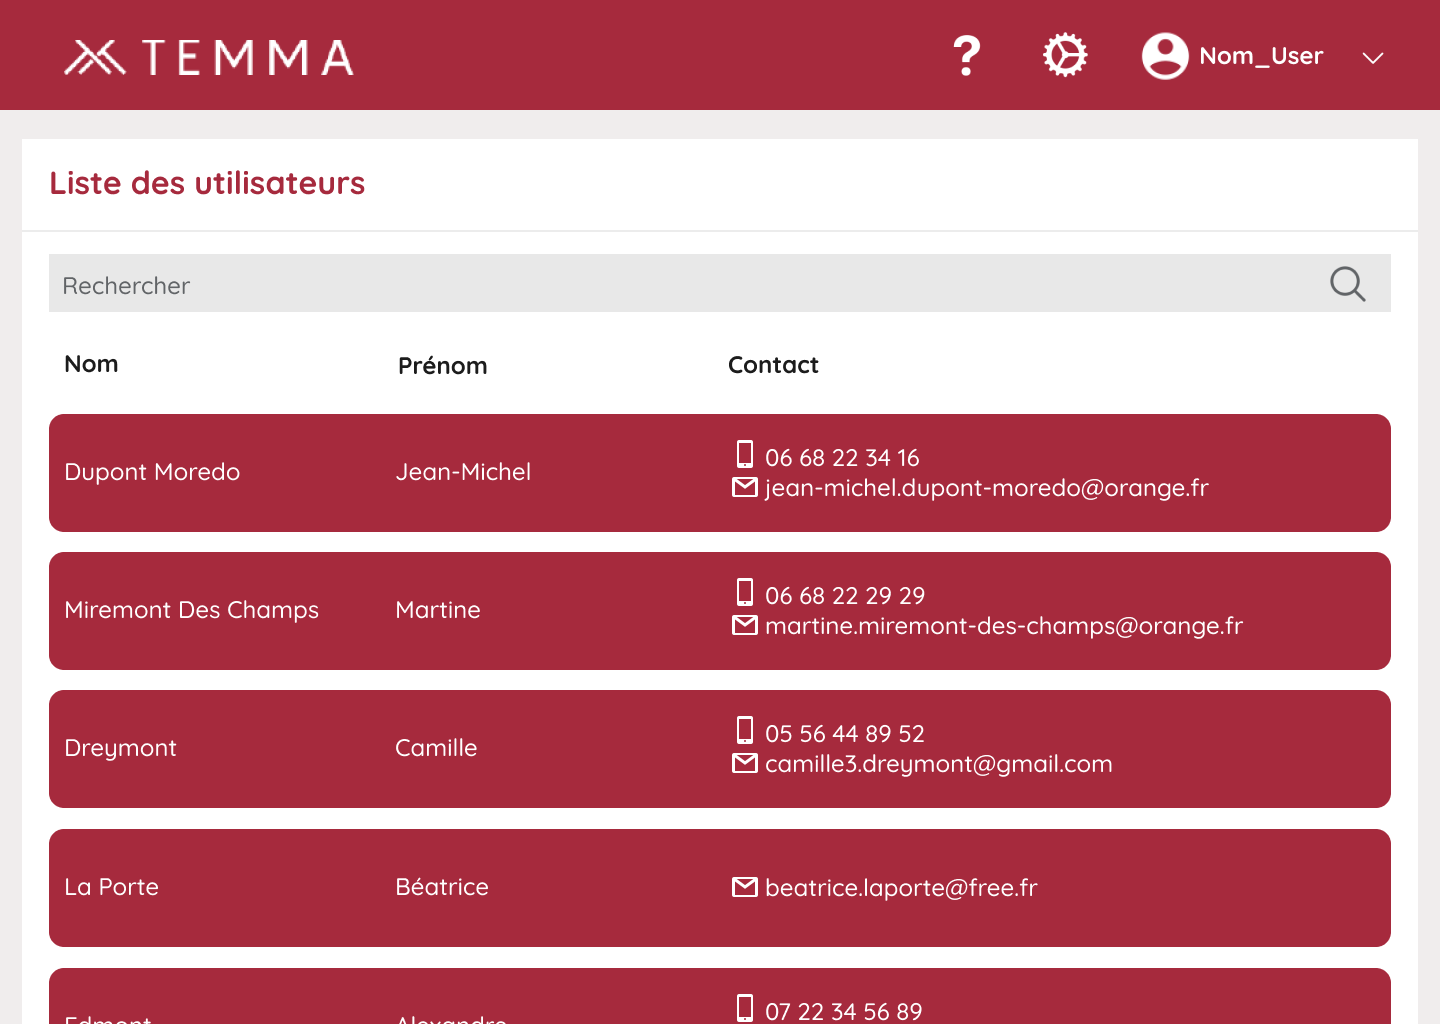 TEMMA
? Nom_User
Liste des utilisateurs
Rechercher
Nom Prénom Contact
Dupont Moredo Jean-Michel 06 68 22 34 16
jean-michel.dupont-moredo@orange.fr
Miremont Des Champs Martine 06 68 22 29 29
martine.miremont-des-champs@orange.fr
Dreymont Camille 05 56 44 89 52
camille3.dreymont@gmail.com
La Porte Béatrice beatrice.laporte@free.fr
07 22 34 56 89
Edmont Alexandre